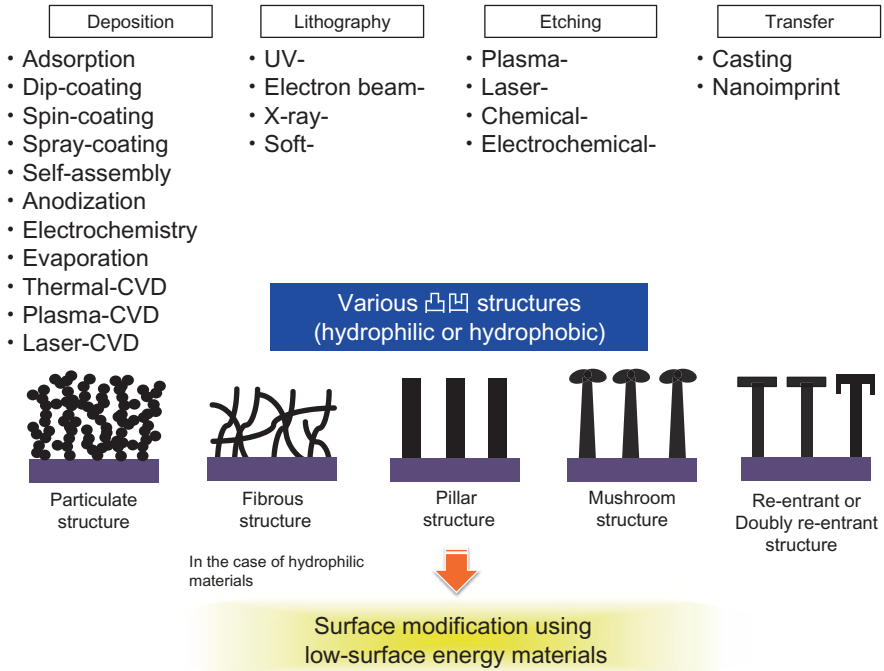 Deposition
・Adsorption
・Dip-coating
・Spin-coating
・Spray-coating
・Self-assembly
・Anodization
・Electrochemistry
・Evaporation
・Thermal-CVD
・Plasma-CVD
・Laser-CVD
Lithography
・UV-
・Electron beam-
・X-ray-
・Soft-
Etching
・Plasma-
・Laser-
・Chemical-
・Electrochemical-
Transfer
・Casting
・Nanoimprint
Various 凸凹 structures
(hydrophilic or hydrophobic)
Particulate
structure
Fibrous
structure
Pillar
structure
Mushroom
structure
Re-entrant or
Doubly re-entrant
structure
In the case of hydrophilic
materials
Surface modification using
low-surface energy materials